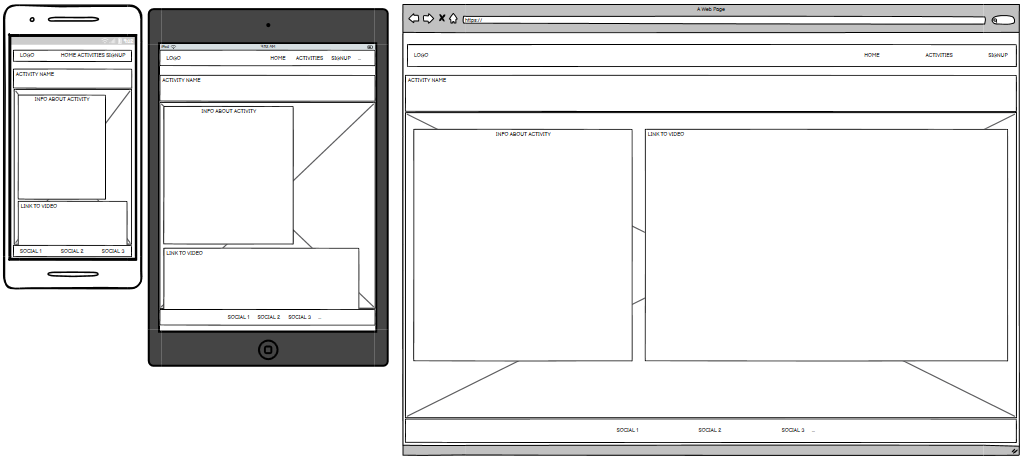 LOGO HOME ACTIVITIES SIGNUP
ACTIVITY NAME
INFO ABOUT ACTIVITY
LINK TO VIDEO
SOCIAL 1 SOCIAL 2 SOCIAL 3
iPad
LOGO HOME ACTIVITIES SIGNUP ...
ACTIVITY NAME
INFO ABOUT ACTIVITY
LINK TO VIDEO
SOCIAL 1 SOCIAL 2 SOCIAL 3 ...
A Web Page
https://
LOGO HOME ACTIVITIES SIGNUP
ACTIVITY NAME
INFO ABOUT ACTIVITY
LINK TO VIDEO
SOCIAL 1 SOCIAL 2 SOCIAL 3 ...